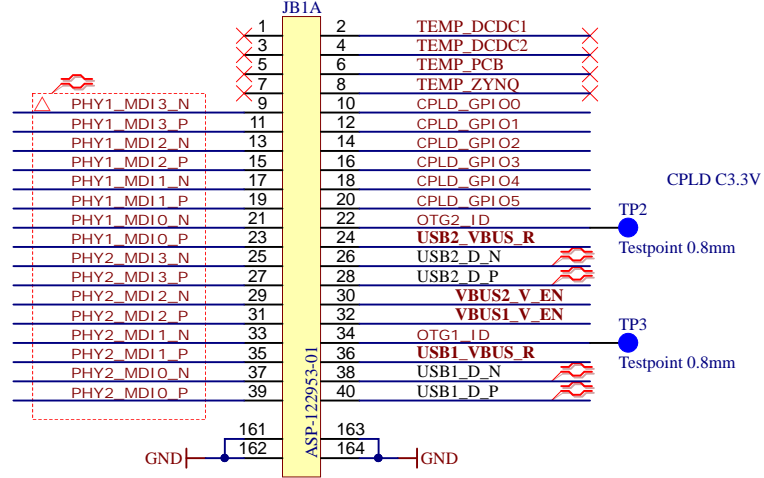 JB1A
1 2 TEMP_DCDC1
3 4 TEMP_DCDC2
5 6 TEMP_PCB
7 8 TEMP_ZYNQ
PHY1_MDI3_N 9 10 CPLD_GPIO0
PHY1_MDI3_P 11 12 CPLD_GPIO1
PHY1_MDI2_N 13 14 CPLD_GPIO2
PHY1_MDI2_P 15 16 CPLD_GPIO3
PHY1_MDI1_N 17 18 CPLD_GPIO4 CPLD C3.3V
PHY1_MDI1_P 19 20 CPLD_GPIO5
PHY1_MDI0_N 21 22 OTG2_ID TP2
PHY1_MDI0_P 23 24 USB2_VBUS_R Testpoint 0.8mm
PHY2_MDI3_N 25 26 USB2_D_N
PHY2_MDI3_P 27 28 USB2_D_P
PHY2_MDI2_N 29 30 VBUS2_V_EN
PHY2_MDI2_P 31 32 VBUS1_V_EN
PHY2_MDI1_N 33 34 OTG1_ID TP3
PHY2_MDI1_P 35 36 USB1_VBUS_R Testpoint 0.8mm
PHY2_MDI0_N 37 38 USB1_D_N
PHY2_MDI0_P 39 40 USB1_D_P
ASP-122953-01
161 163
GND 162 164 GND